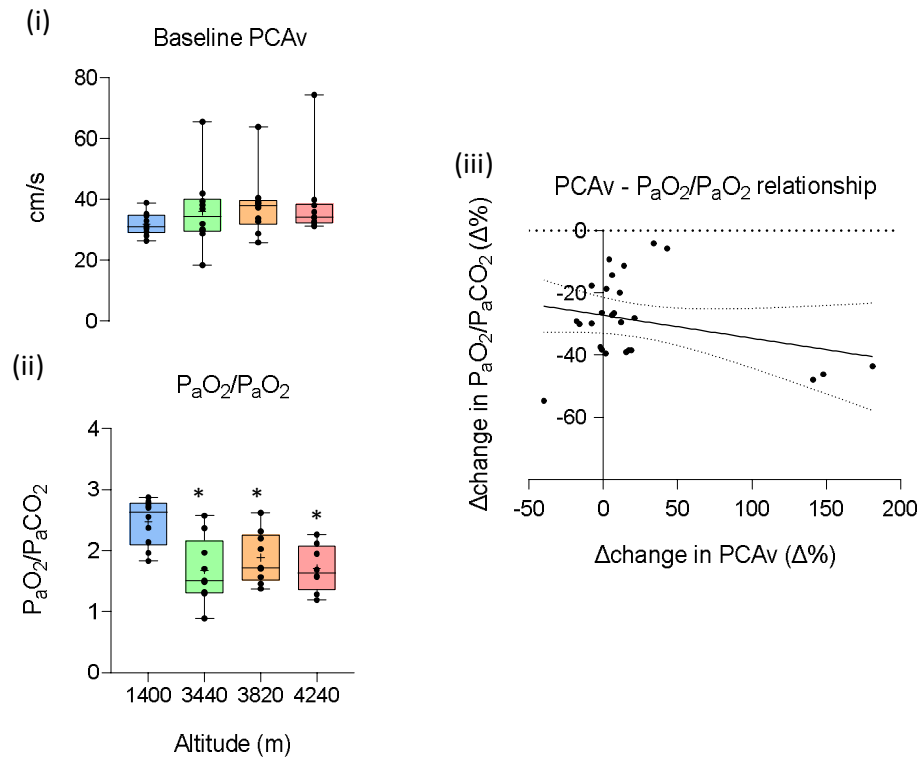 (i)
Baseline PCAv
80
60
40
20
0
cm/s
(ii)
PaO2/PaO2
4
3
2
1
0
PaO2/PaCO2
* * *
1400 3440 3820 4240
Altitude (m)
(iii)
PCAv - PaO2/PaO2 relationship
0
-20
-40
-60
Δchange in PaO2/PaCO2 (Δ%)
-50 0 50 100 150 200
Δchange in PCAv (Δ%)